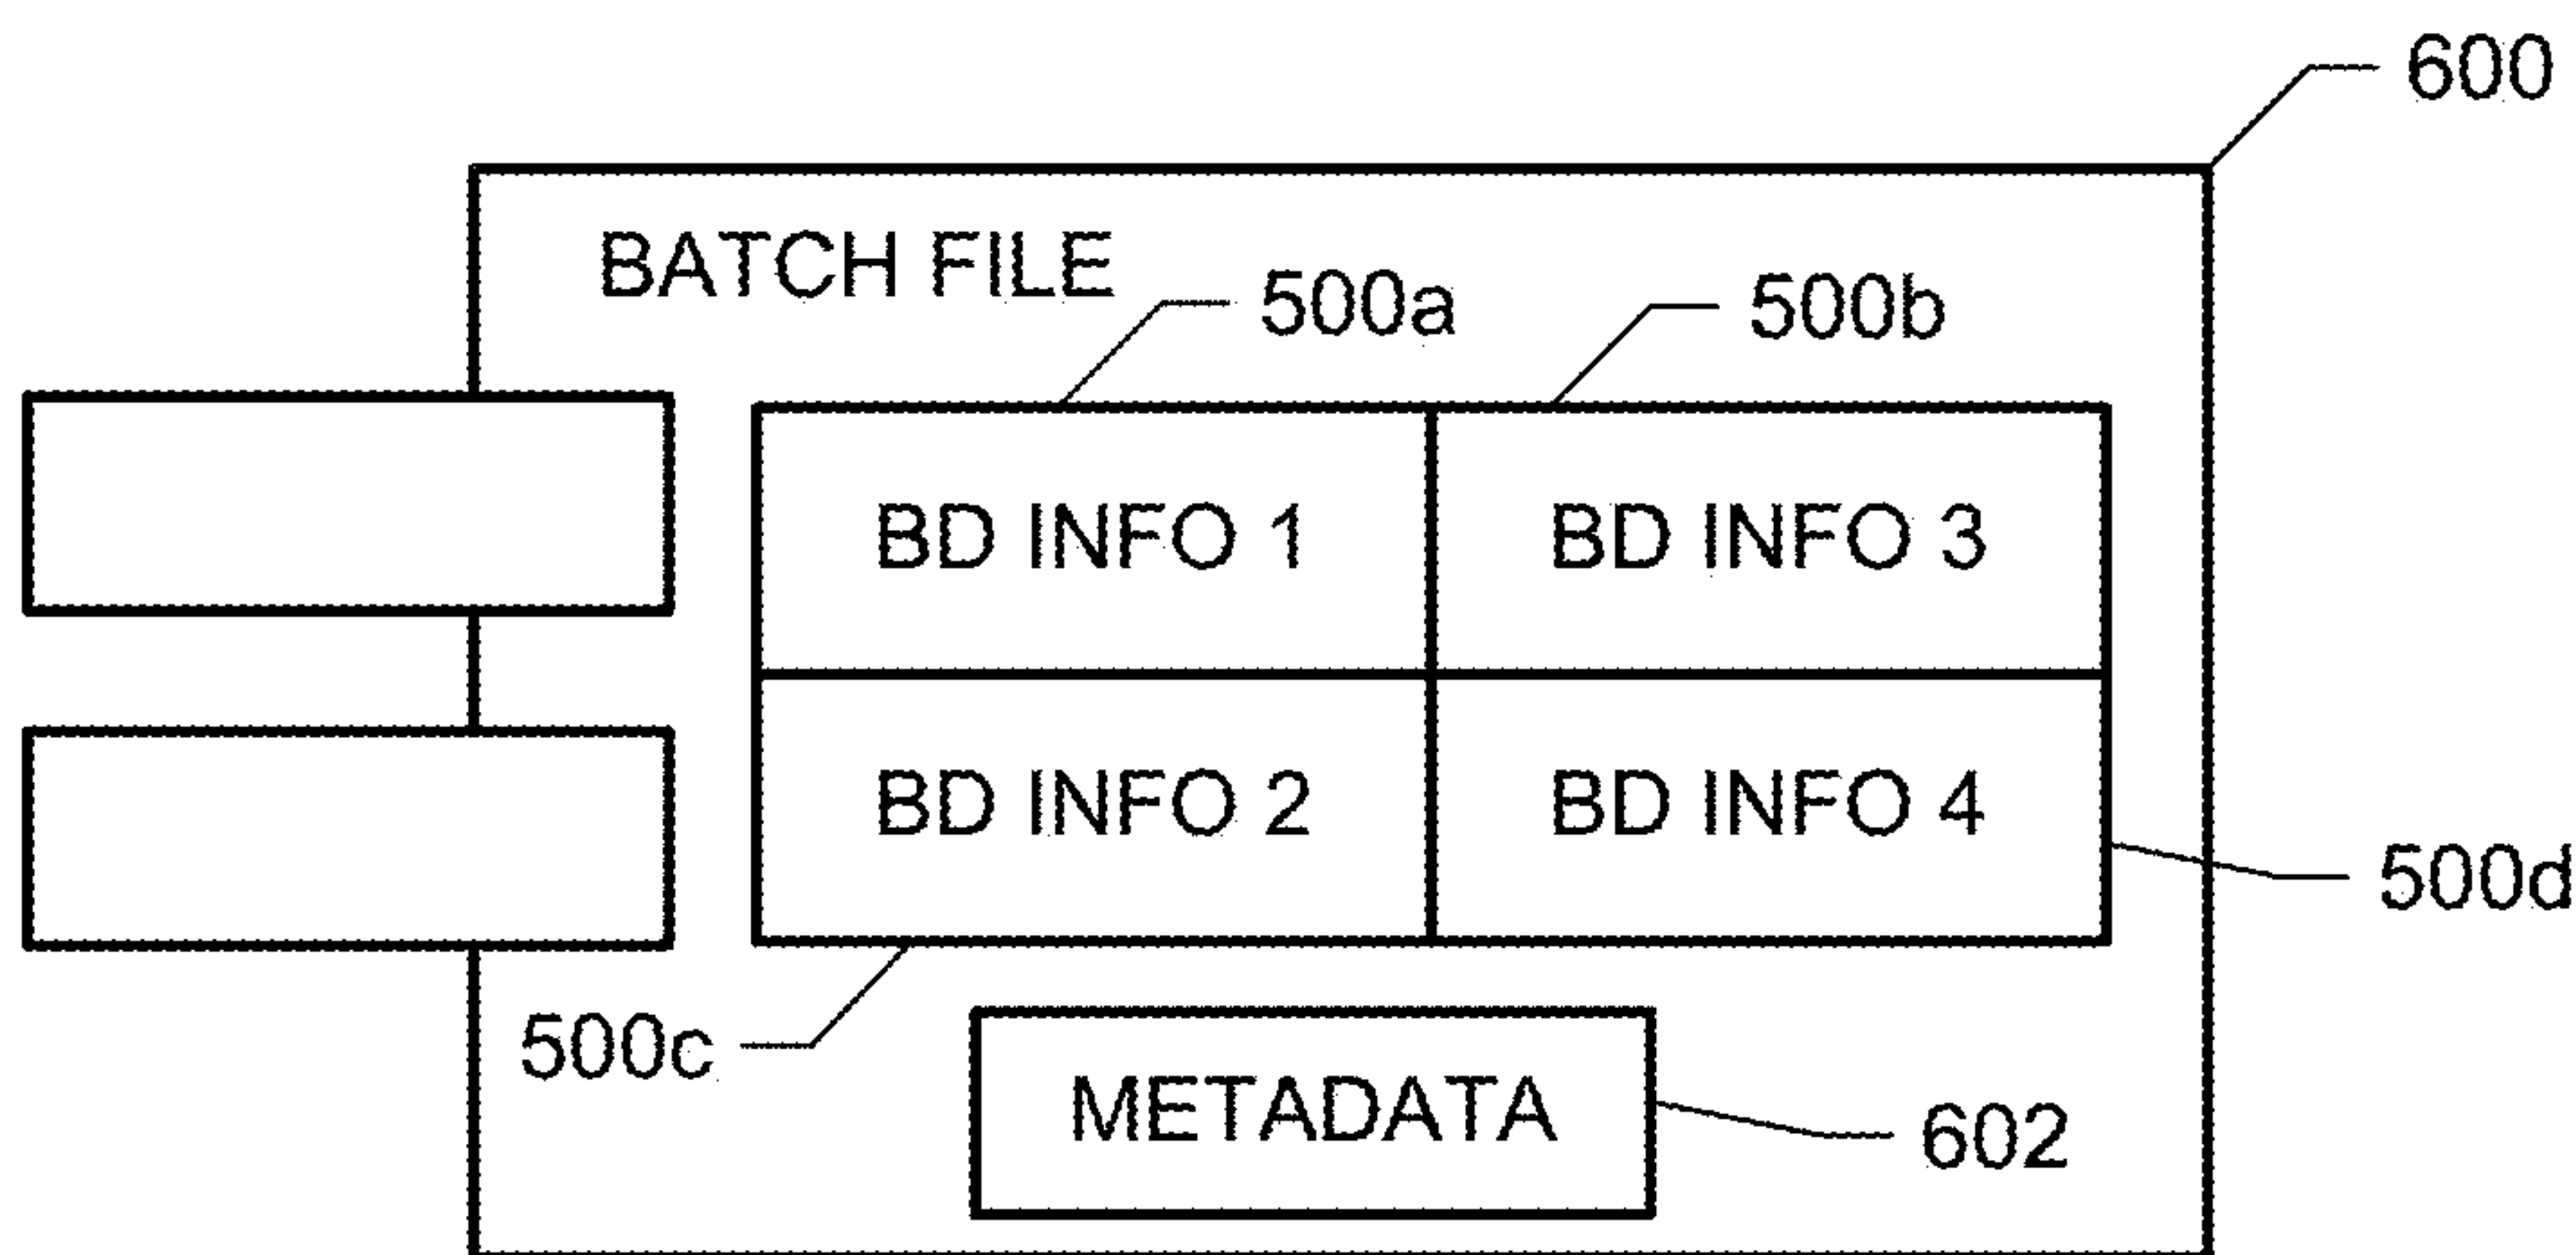 600
BATCH FILE
500a
500b
BD INFO 1
BD INFO 3
BD INFO 2
BD INFO 4
500d
500c
METADATA
602